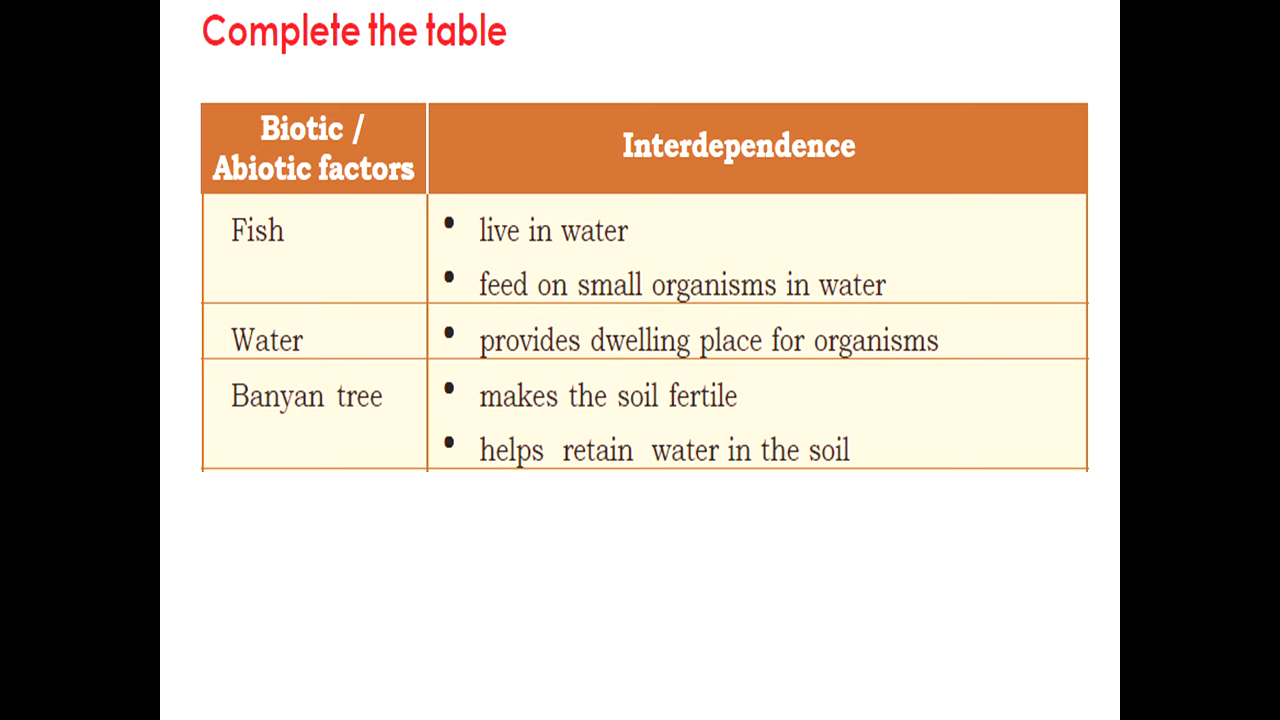 Complete the table
Biotic /
Abiotic factors
Interdependence
Fish
• live in water
• feed on small organisms in water
Water
• provides dwelling place for organisms
Banyan tree
• makes the soil fertile
• helps retain water in the soil